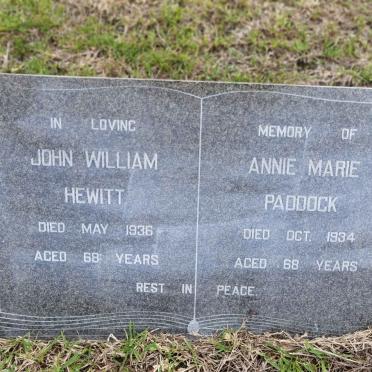 IN LOVING
JOHN WILLIAM
HEWITT
DIED MAY 1936
AGED 68 YEARS
MEMORY OF
ANNIE MARIE
PADDOCK
DIED OCT. 1934
AGED 68 YEARS
REST IN PEACE.